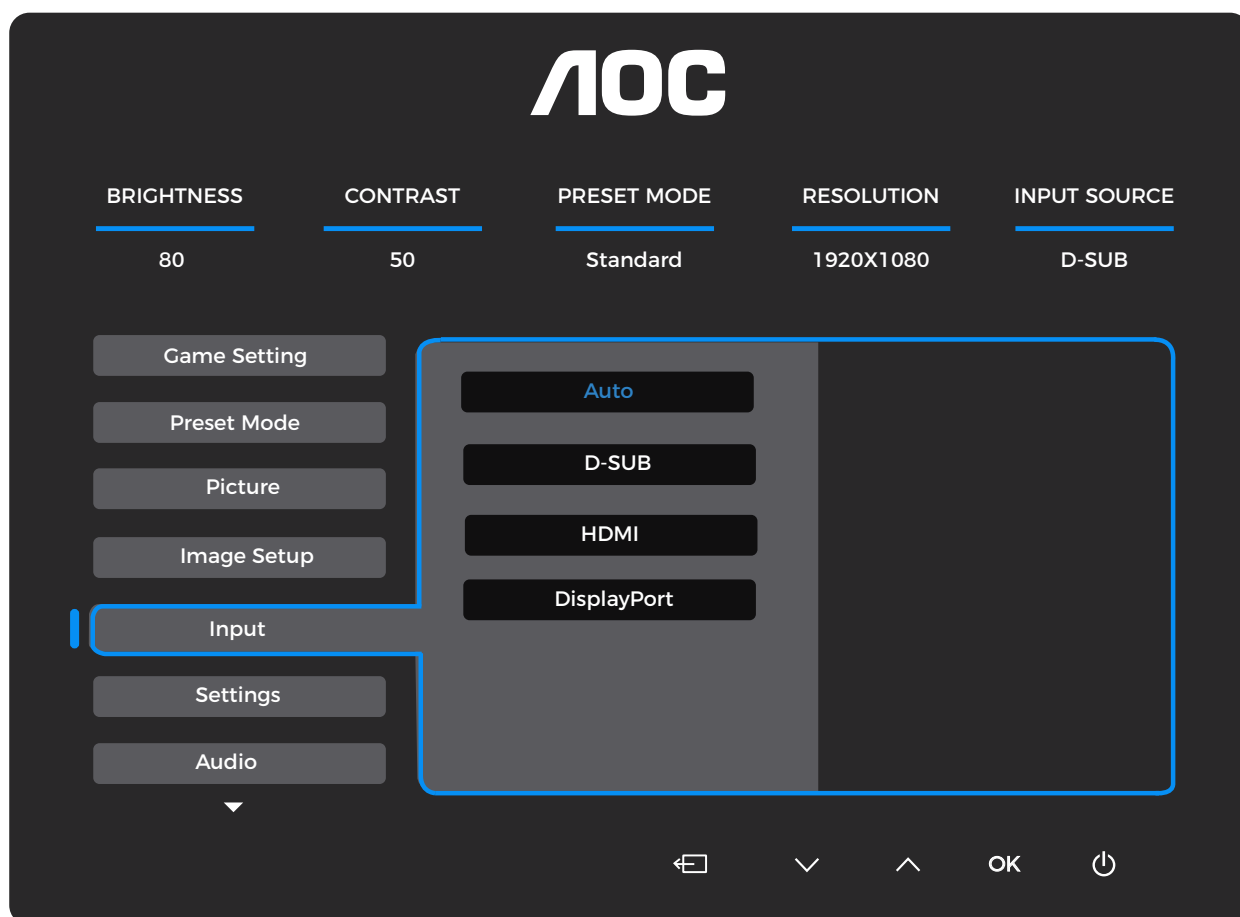 AOC
BRIGHTNESS CONTRAST PRESET MODE RESOLUTION INPUT SOURCE
80 50 Standard 1920X1080 D-SUB
Game Setting
Preset Mode
Picture
Image Setup
Input
Settings
Audio
Auto
D-SUB
HDMI
DisplayPort
OK